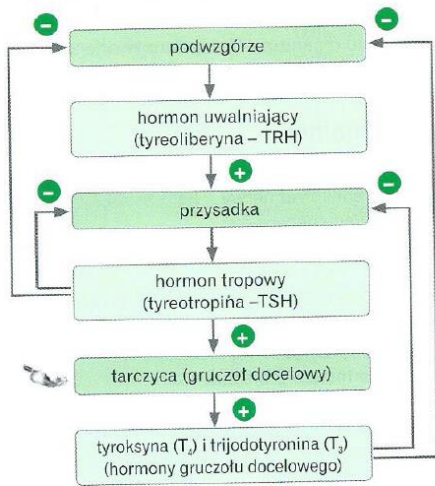 podwzgórze
hormon uwalniający
(tyreoliberyna – TRH)
przysadka
hormon tropowy
(tyreotropina –TSH)
tarczyca (gruczoł docelowy)
tyroksyna (T₄) i trijodotyronina (T₃)
(hormony gruczołu docelowego)